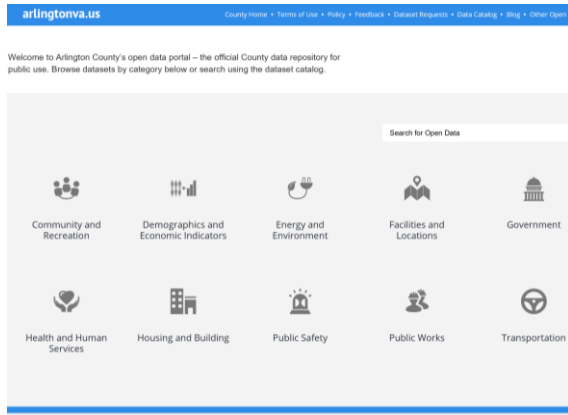 arlingtonva.us
County Home • Terms of Use • Policy • Feedback • Dataset Requests • Data Catalog • Blog • Other Open
Welcome to Arlington County's open data portal – the official County data repository for
public use. Browse datasets by category below or search using the dataset catalog.
Search for Open Data
Community and
Recreation
Demographics and
Economic Indicators
Energy and
Environment
Facilities and
Locations
Government
Health and Human
Services
Housing and Building
Public Safety
Public Works
Transportation